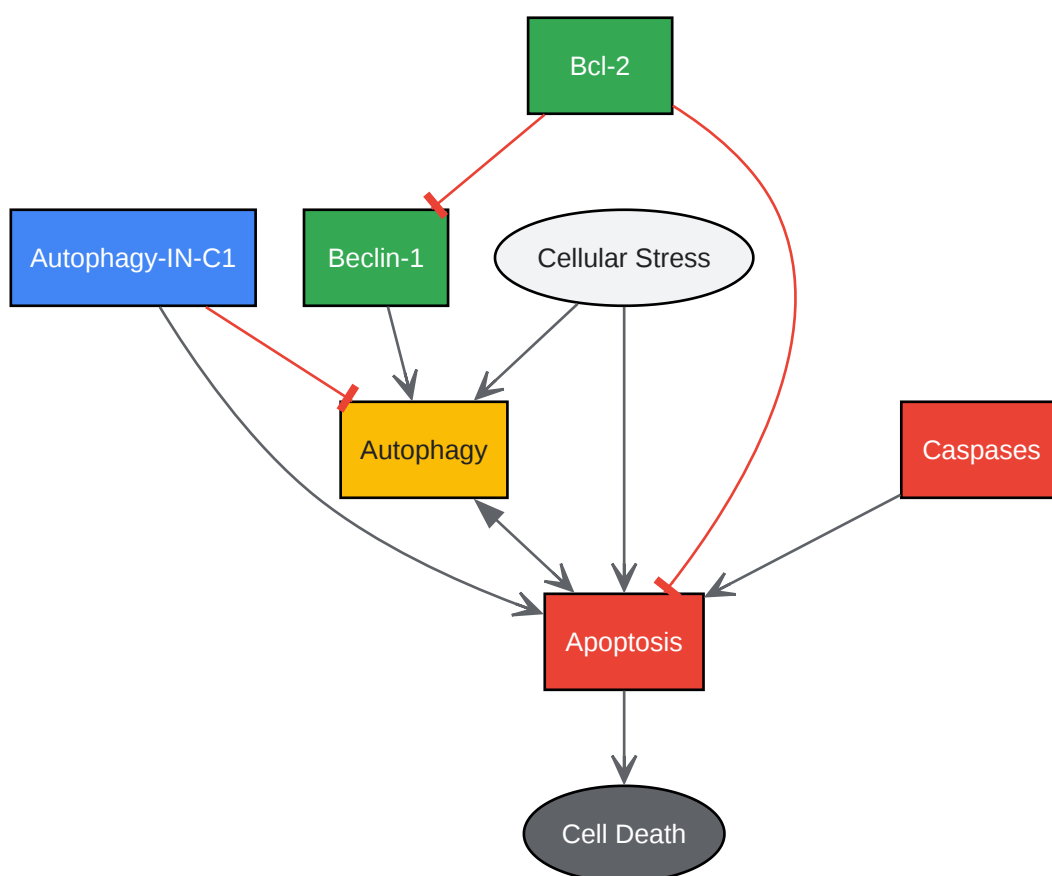 Bcl-2
Autophagy-IN-C1
Beclin-1
Cellular Stress
Autophagy
Caspases
Apoptosis
Cell Death